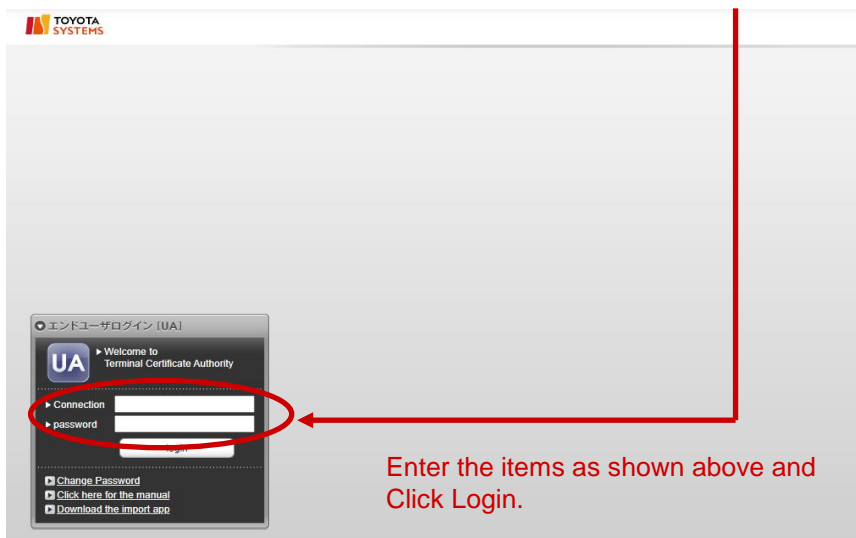 TOYOTA
SYSTEMS
エンドユーザログイン [UA]
UA
Welcome to
Terminal Certificate Authority
Connection
password
Login
Enter the items as shown above and
Click Login.
Change Password
Click here for the manual
Download the import app